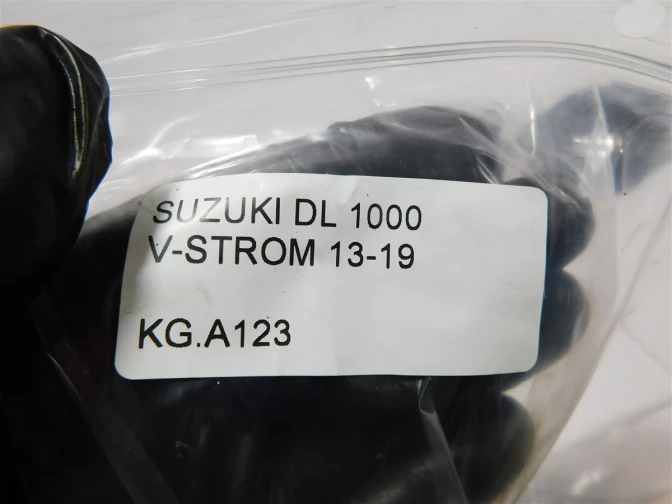 SUZUKI DL 1000
V-STROM 13-19
KG.A123